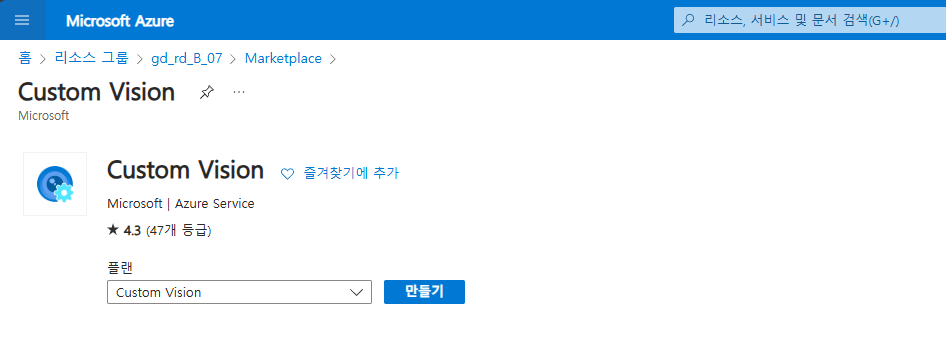 Microsoft Azure
리소스, 서비스 및 문서 검색(G+/)
홈 > 리소스 그룹 > gd_rd_B_07 > Marketplace >
Custom Vision ...
Microsoft
Custom Vision 즐겨찾기에 추가
Microsoft | Azure Service
★ 4.3 (47개 등급)
플랜
Custom Vision 만들기